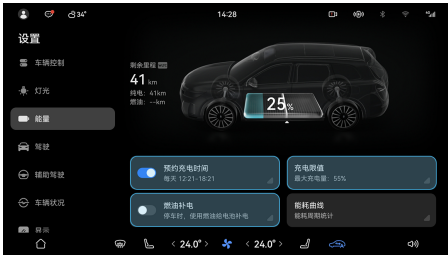 34°
14:28
5G
设置
车辆控制
灯光
能量
驾驶
辅助驾驶
车辆状况
剩余里程
41 km
纯电: 41km
燃油: --km
25%
预约充电时间
每天 12:21-18:21
充电限值
最大充电量: 55%
燃油补电
停车时，使用燃油给电池补电
能耗曲线
能耗周期统计
< 24.0° >
< 24.0° >